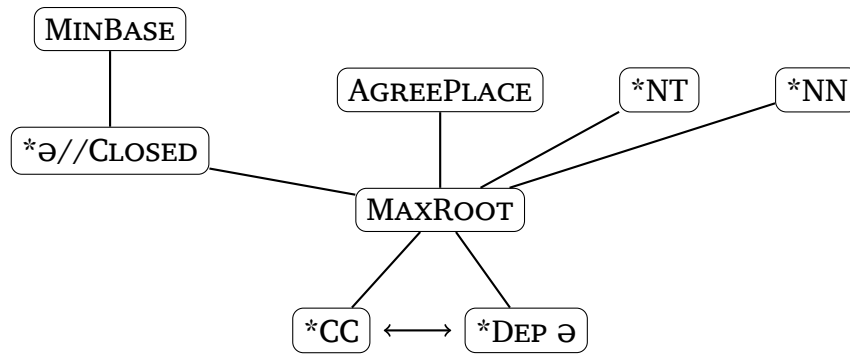 MINBASE
AGREEPLACE
*NT
*NN
*ə//CLOSED
MAXROOT
*CC
*DEP ə